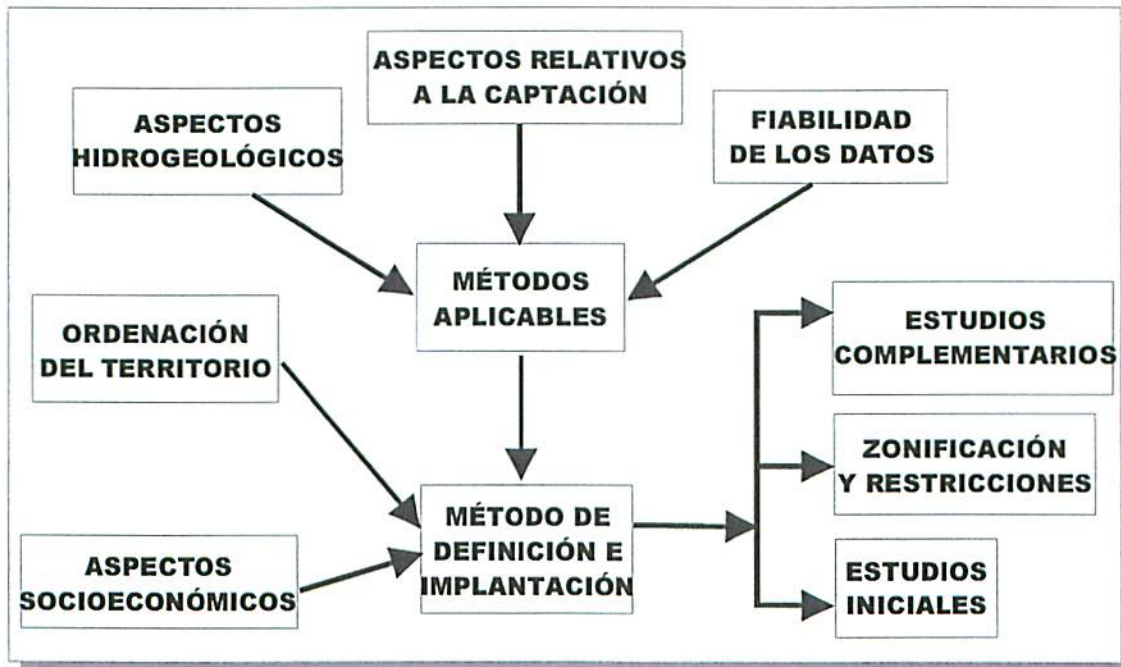 ASPECTOS RELATIVOS
A LA CAPTACIÓN
ASPECTOS
HIDROGEOLÓGICOS
FIABILIDAD
DE LOS DATOS
MÉTODOS
APLICABLES
ORDENACIÓN
DEL TERRITORIO
ESTUDIOS
COMPLEMENTARIOS
ZONIFICACIÓN
Y RESTRICCIONES
MÉTODO DE
DEFINICIÓN E
IMPLANTACIÓN
ASPECTOS
SOCIOECONÓMICOS
ESTUDIOS
INICIALES